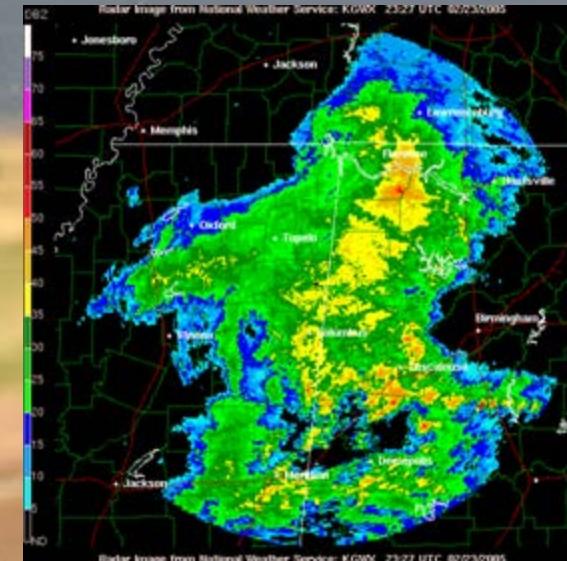 Radar Image from National Weather Service: KGWX 23:27 UTC 02/23/2005
DBZ
75
70
65
60
55
50
45
40
35
30
25
20
15
10
5
ND
Jonesboro
Jackson
Memphis
Lawrenceburg
Florence
Huntsville
Oxford
Tupelo
Birmingham
Columbus
Tuscaloosa
Demopolis
Meridian
Jackson
Radar Image from National Weather Service: KGWX 23:27 UTC 02/23/2005